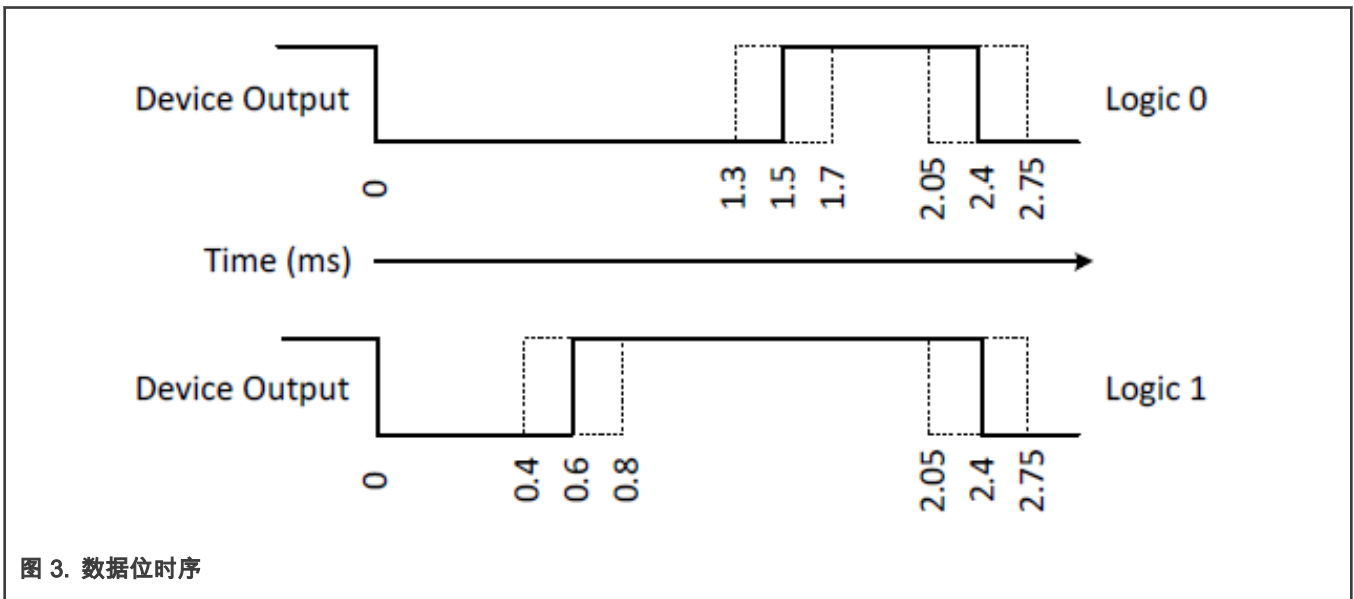 Device Output
Logic 0
0
1.3
1.5
1.7
2.05
2.4
2.75
Time (ms)
Device Output
Logic 1
0
0.4
0.6
0.8
2.05
2.4
2.75
图 3. 数据位时序